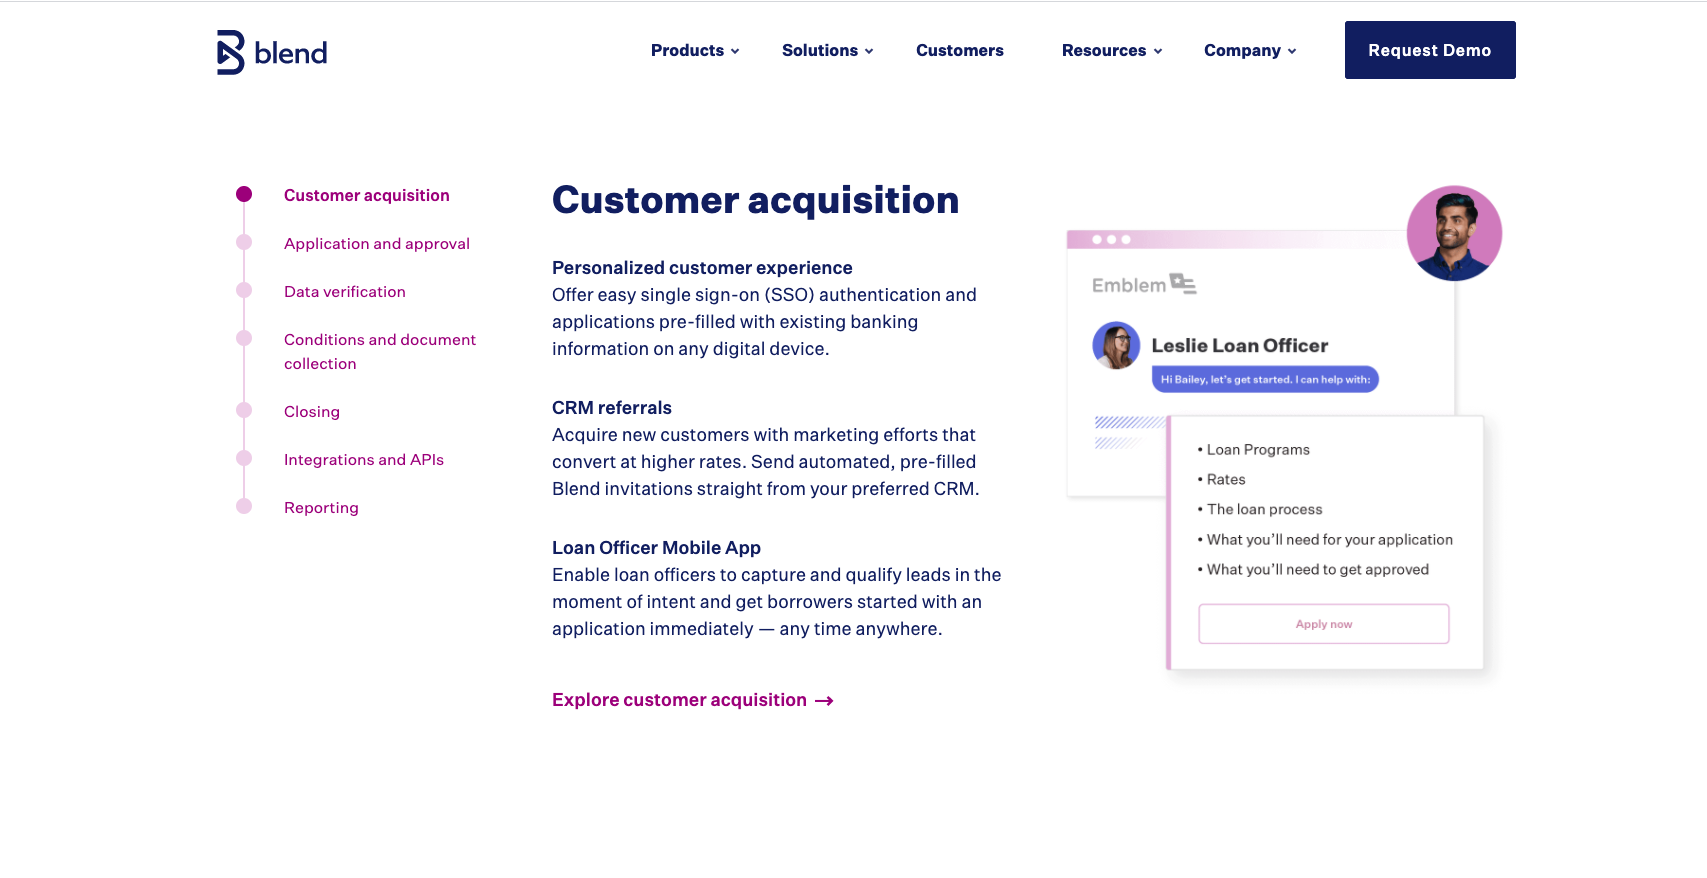 blend
Products
Solutions
Customers
Resources
Company
Request Demo
Customer acquisition
Application and approval
Data verification
Conditions and document
collection
Closing
Integrations and APIs
Reporting
Customer acquisition
Personalized customer experience
Offer easy single sign-on (SSO) authentication and
applications pre-filled with existing banking
information on any digital device.
CRM referrals
Acquire new customers with marketing efforts that
convert at higher rates. Send automated, pre-filled
Blend invitations straight from your preferred CRM.
Loan Officer Mobile App
Enable loan officers to capture and qualify leads in the
moment of intent and get borrowers started with an
application immediately — any time anywhere.
Explore customer acquisition →
Emblem
Leslie Loan Officer
Hi Bailey, let's get started. I can help with:
• Loan Programs
• Rates
• The loan process
• What you'll need for your application
• What you'll need to get approved
Apply now